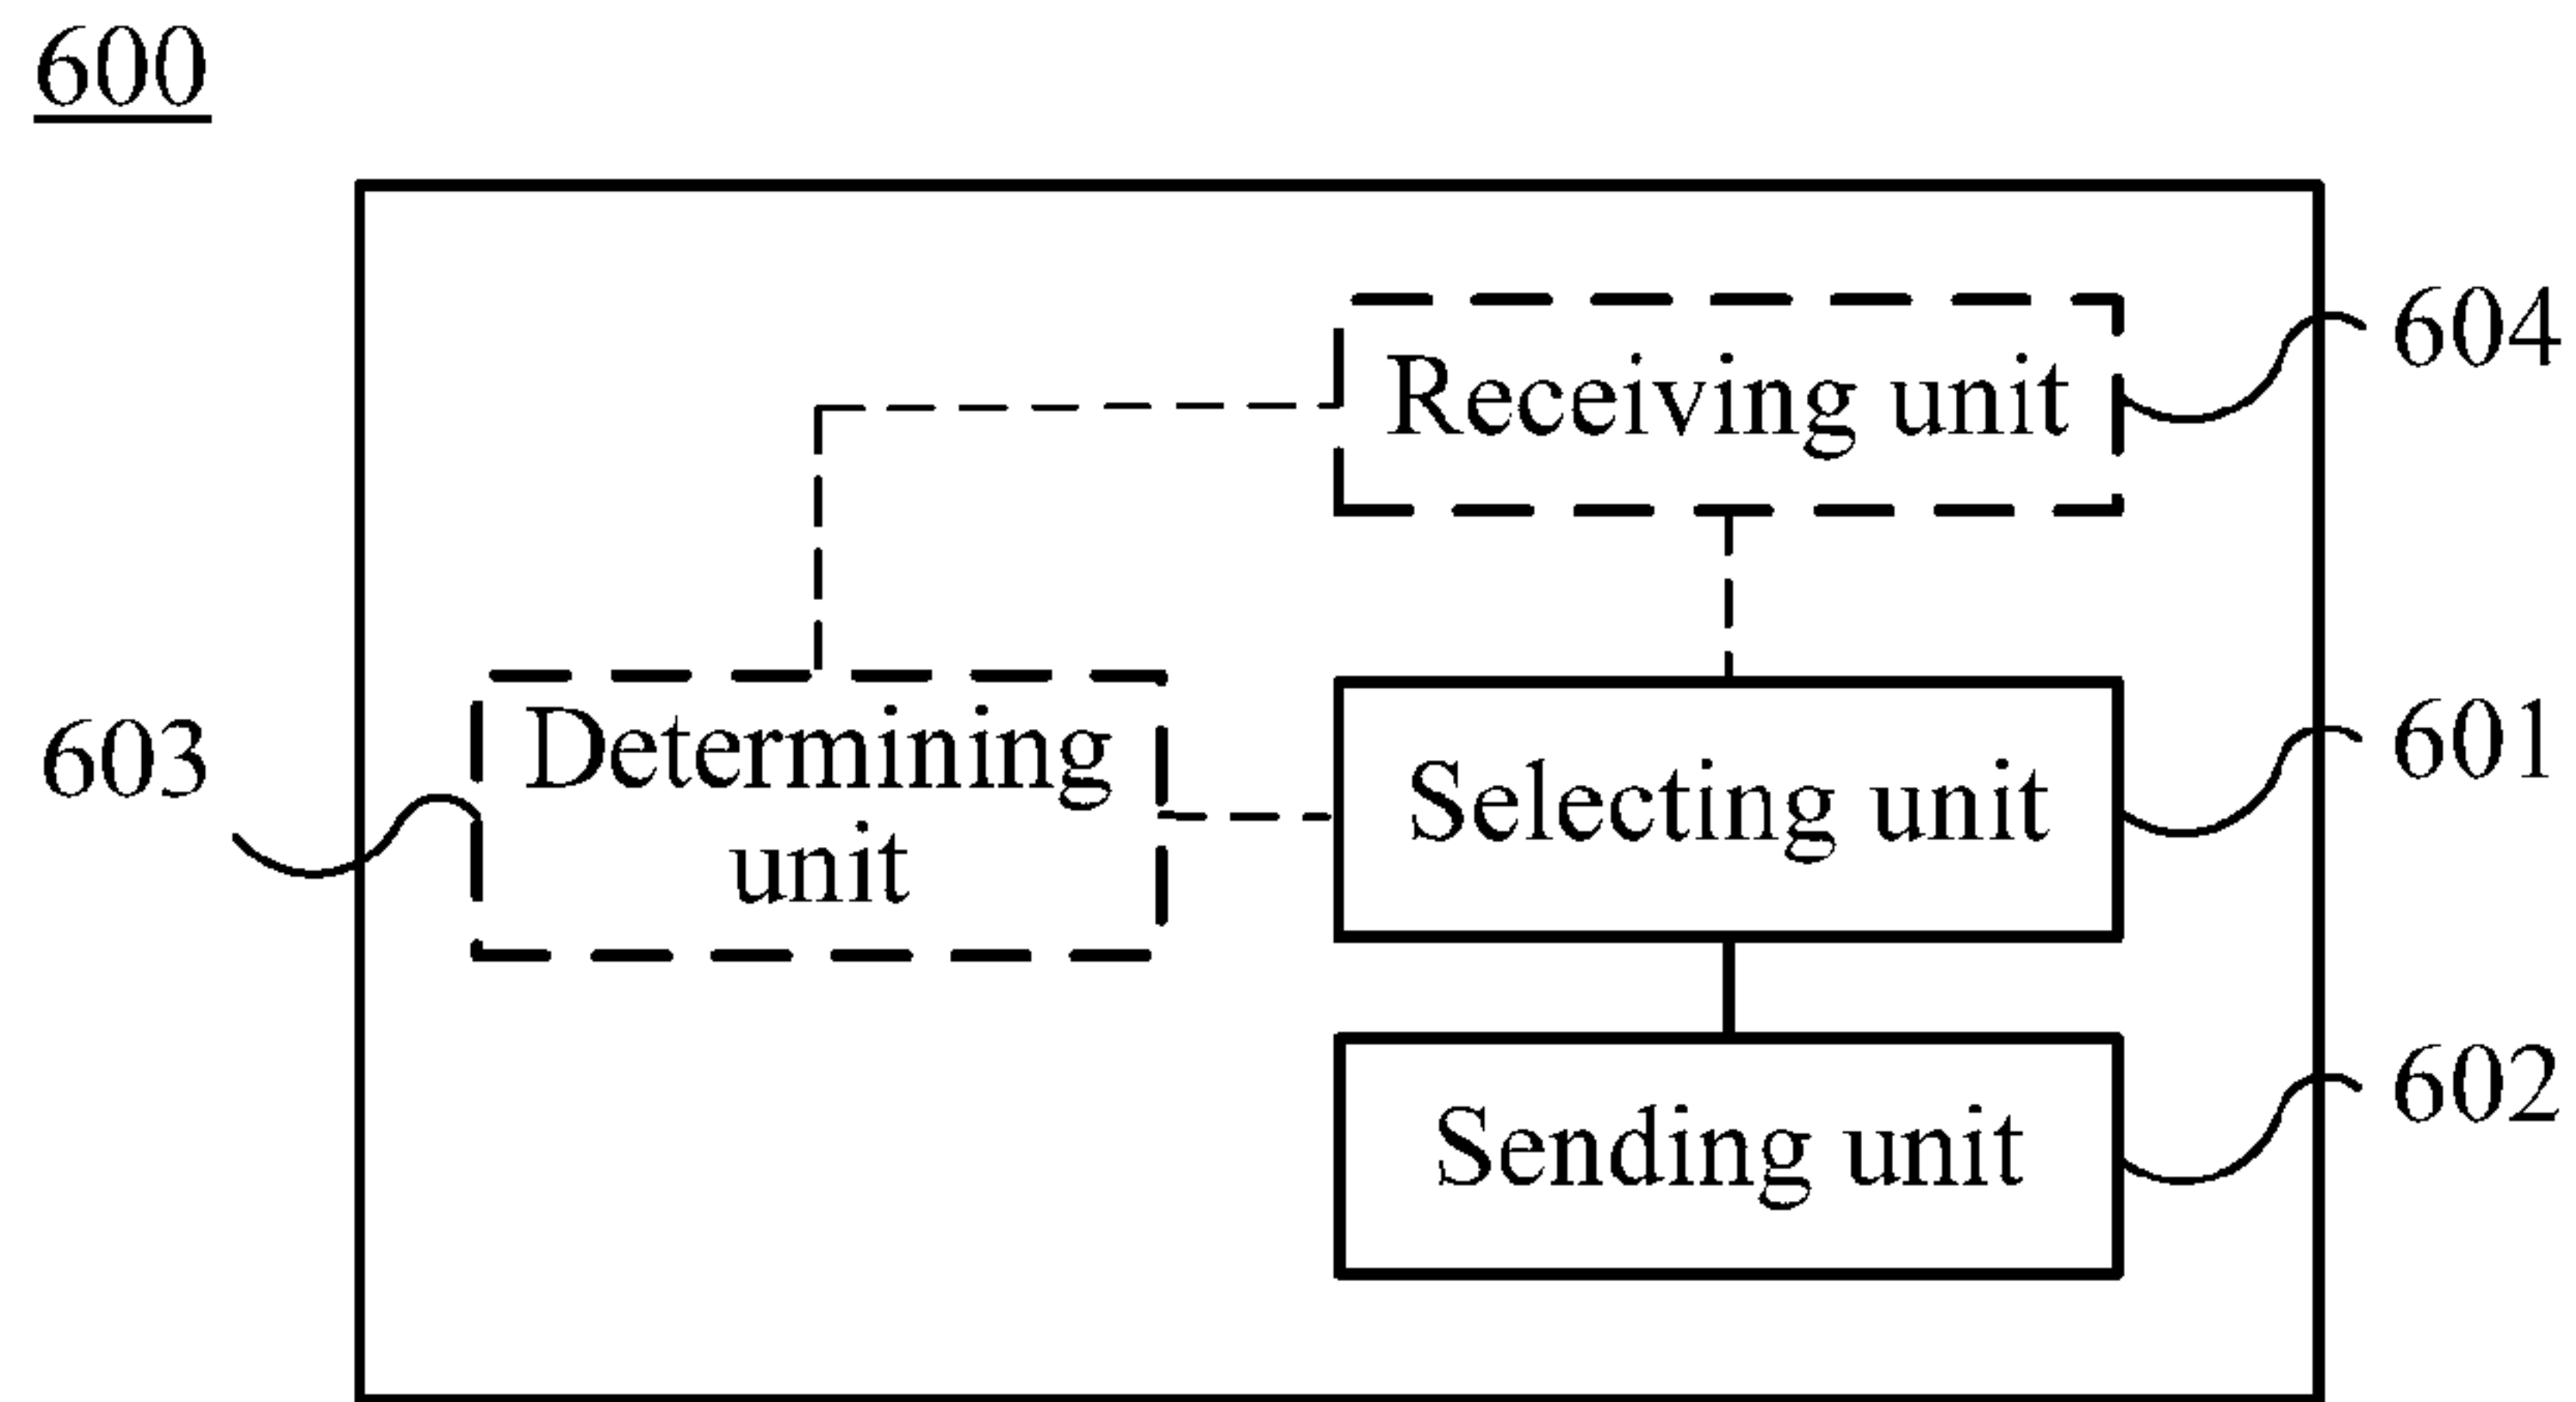 600
Receiving unit
604
603
Determining
unit
Selecting unit
601
Sending unit
602